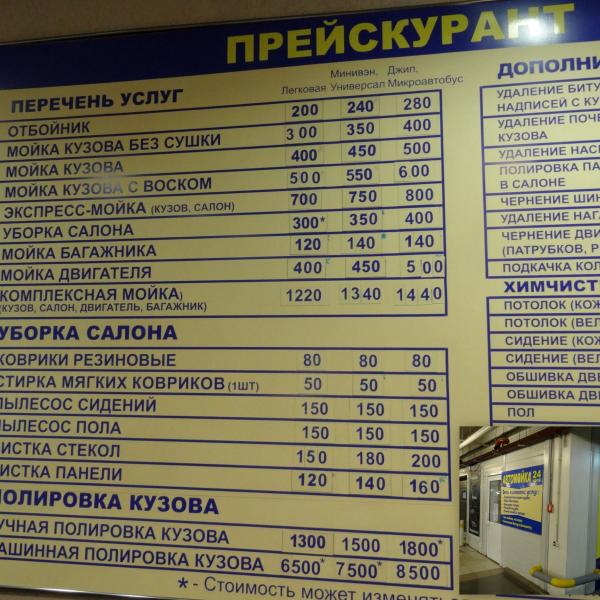 ПРЕЙСКУРАНТ
ПЕРЕЧЕНЬ УСЛУГ
Легковая
Минивэн, Универсал
Джип, Микроавтобус
ОТБОЙНИК 200 240 280
МОЙКА КУЗОВА БЕЗ СУШКИ 300 350 400
МОЙКА КУЗОВА 400 450 500
МОЙКА КУЗОВА С ВОСКОМ 500 550 600
ЭКСПРЕСС-МОЙКА (КУЗОВ, САЛОН) 700 750 800
УБОРКА САЛОНА 300* 350 400
МОЙКА БАГАЖНИКА 120 140 140
МОЙКА ДВИГАТЕЛЯ 400 450 500
КОМПЛЕКСНАЯ МОЙКА) 1220 1340 1440
(КУЗОВ, САЛОН, ДВИГАТЕЛЬ, БАГАЖНИК)
УБОРКА САЛОНА
КОВРИКИ РЕЗИНОВЫЕ 80 80 80
СТИРКА МЯГКИХ КОВРИКОВ (1ШТ) 50 50 50
ПЫЛЕСОС СИДЕНИЙ 150 150 150
ПЫЛЕСОС ПОЛА 150 150 150
ЧИСТКА СТЕКОЛ 150 180 200
ЧИСТКА ПАНЕЛИ 120 140 160
ПОЛИРОВКА КУЗОВА
УЧНАЯ ПОЛИРОВКА КУЗОВА 1300 1500 1800*
АШИННАЯ ПОЛИРОВКА КУЗОВА 6500* 7500* 8500
* - Стоимость может изменять
ДОПОЛНИ
УДАЛЕНИЕ БИТУ
НАДПИСЕЙ С КУ
УДАЛЕНИЕ ПОЧЕ
КУЗОВА
УДАЛЕНИЕ НАСЕ
ПОЛИРОВКА ПА
В САЛОНЕ
ЧЕРНЕНИЕ ШИН
УДАЛЕНИЕ НАГА
ЧЕРНЕНИЕ ДВИ
(ПАТРУБКОВ, Р
ПОДКАЧКА КОЛ
ХИМЧИСТ
ПОТОЛОК (КОЖ
ПОТОЛОК (ВЕЛ
СИДЕНИЕ (КОЖ
СИДЕНИЕ (ВЕЛ
ОБШИВКА ДВЕ
ОБШИВКА ДВЕ
ПОЛ
АВТОМОЙКА 24